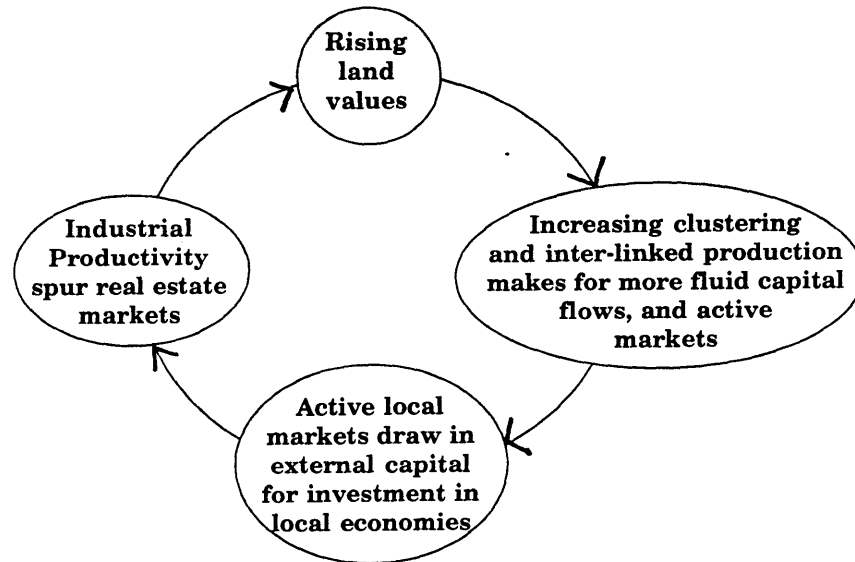 Rising
land
values
Increasing clustering
and inter-linked production
makes for more fluid capital
flows, and active
markets
Active local
markets draw in
external capital
for investment in
local economies
Industrial
Productivity
spur real estate
markets